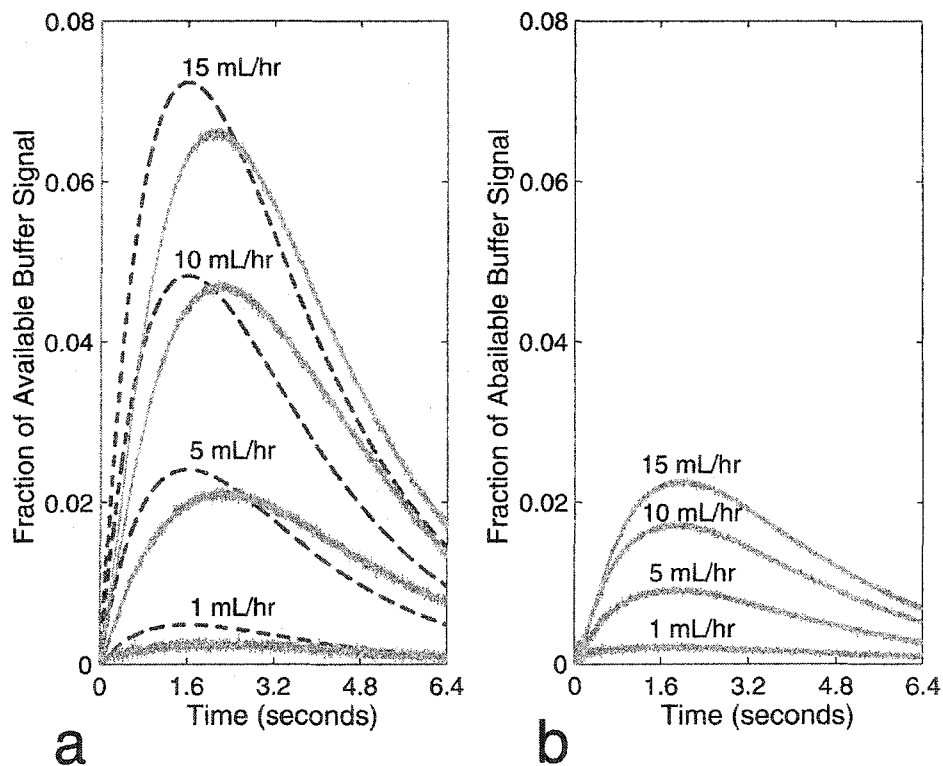 Fraction of Available Buffer Signal
0.08
0.06
0.04
0.02
0
15 mL/hr
10 mL/hr
5 mL/hr
1 mL/hr
0 1.6 3.2 4.8 6.4
Time (seconds)
a
Fraction of Abailable Buffer Signal
0.08
0.06
0.04
0.02
0
15 mL/hr
10 mL/hr
5 mL/hr
1 mL/hr
0 1.6 3.2 4.8 6.4
Time (seconds)
b